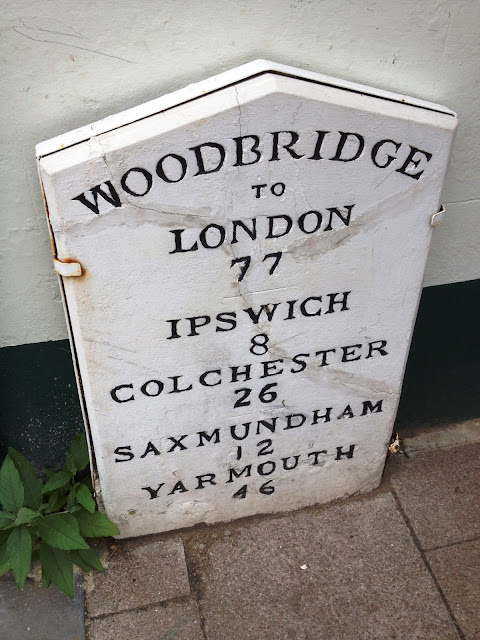 WOODBRIDGE
TO
LONDON
77
IPSWICH
8
COLCHESTER
26
SAXMUNDHAM
12
YARMOUTH
46